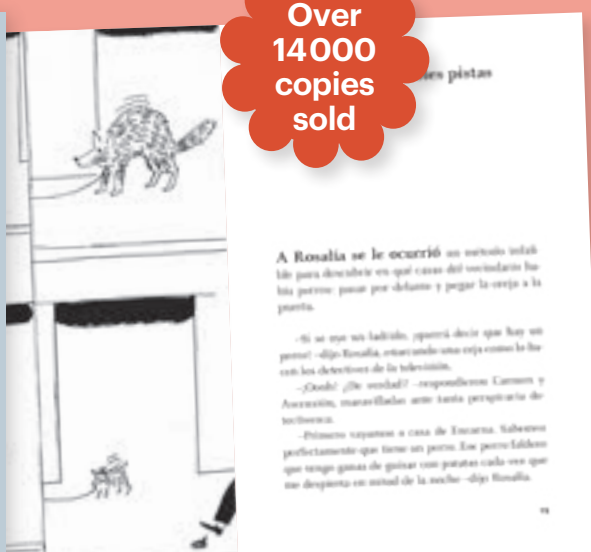 Over
14 000
copies
sold
pistas
A Rosalía se le ocurrió un método infali-
ble para descubrir en qué casas del vecindario ha-
bía perros: pasar por delante y pegar la oreja a la
puerta.
–Si se oye un ladrido, ¡querrá decir que hay un
perro! –dijo Rosalía, enarcando una ceja como lo ha-
cen los detectives de la televisión.
–¡Oooh! ¿De verdad? –respondieron Carmen y
Ascensión, maravilladas ante tanta perspicacia de-
tectivesca.
–Primero vayamos a casa de Encarna. Sabemos
perfectamente que tiene un perro. Ese perro faldero
que tengo ganas de guisar con patatas cada vez que
me despierta en mitad de la noche –dijo Rosalía.